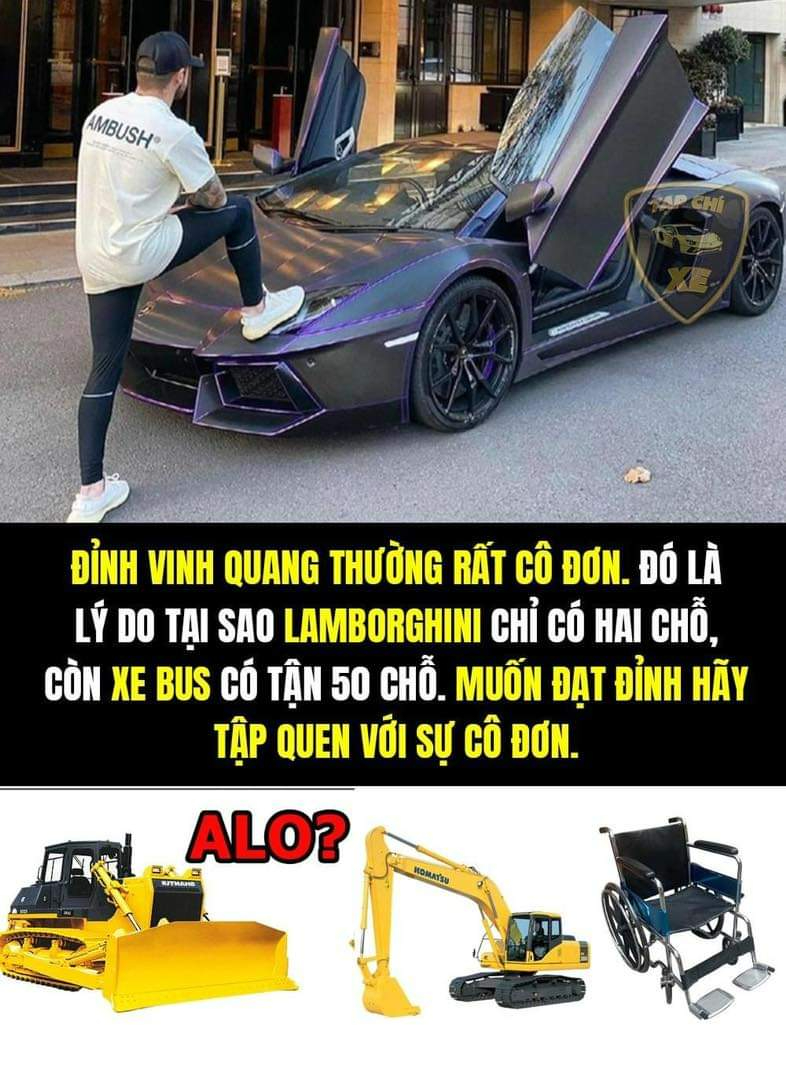 AMBUSH®
TẠP CHÍ
XE
ĐỈNH VINH QUANG THƯỜNG RẤT CÔ ĐƠN. ĐÓ LÀ
LÝ DO TẠI SAO LAMBORGHINI CHỈ CÓ HAI CHỖ,
CÒN XE BUS CÓ TẬN 50 CHỖ. MUỐN ĐẠT ĐỈNH HÃY
TẬP QUEN VỚI SỰ CÔ ĐƠN.
ALO?
SHANTUI
KOMATSU